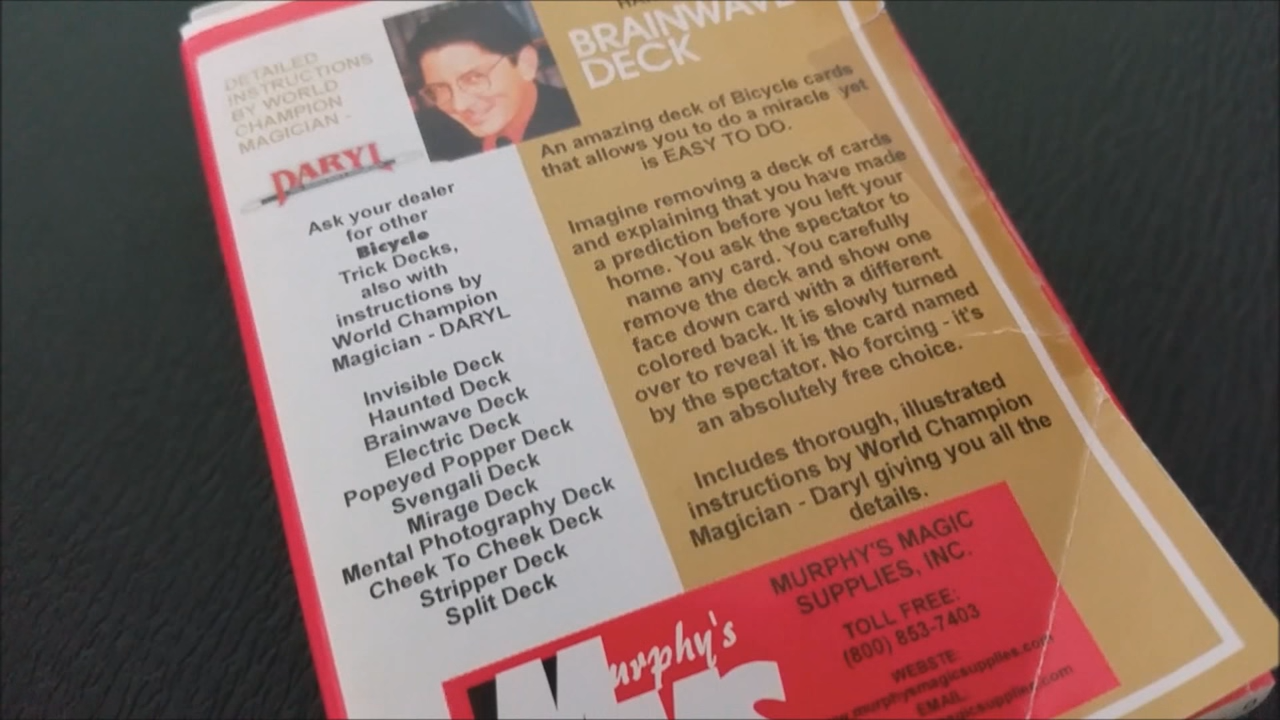 DETAILED
INSTRUCTIONS
BY WORLD
CHAMPION
MAGICIAN -
DARYL
Ask your dealer
for other
Bicycle
Trick Decks,
also with
instructions by
World Champion
Magician - DARYL
Invisible Deck
Haunted Deck
Brainwave Deck
Electric Deck
Popeyed Popper Deck
Svengali Deck
Mirage Deck
Mental Photography Deck
Cheek To Cheek Deck
Stripper Deck
Split Deck
BRAINWAVE
DECK
An amazing deck of Bicycle cards
that allows you to do a miracle yet
is EASY TO DO.
Imagine removing a deck of cards
and explaining that you have made
a prediction before you left your
home. You ask the spectator to
name any card. You carefully
remove the deck and show one
face down card with a different
colored back. It is slowly turned
over to reveal it is the card named
by the spectator. No forcing - it's
an absolutely free choice.
Includes thorough, illustrated
instructions by World Champion
Magician - Daryl giving you all the
details.
Murphy's
MURPHY'S MAGIC
SUPPLIES, INC.
TOLL FREE:
(800) 853-7403
WEBSTE:
www.murphysmagicsupplies.com
EMAIL:
magicsupplies.com